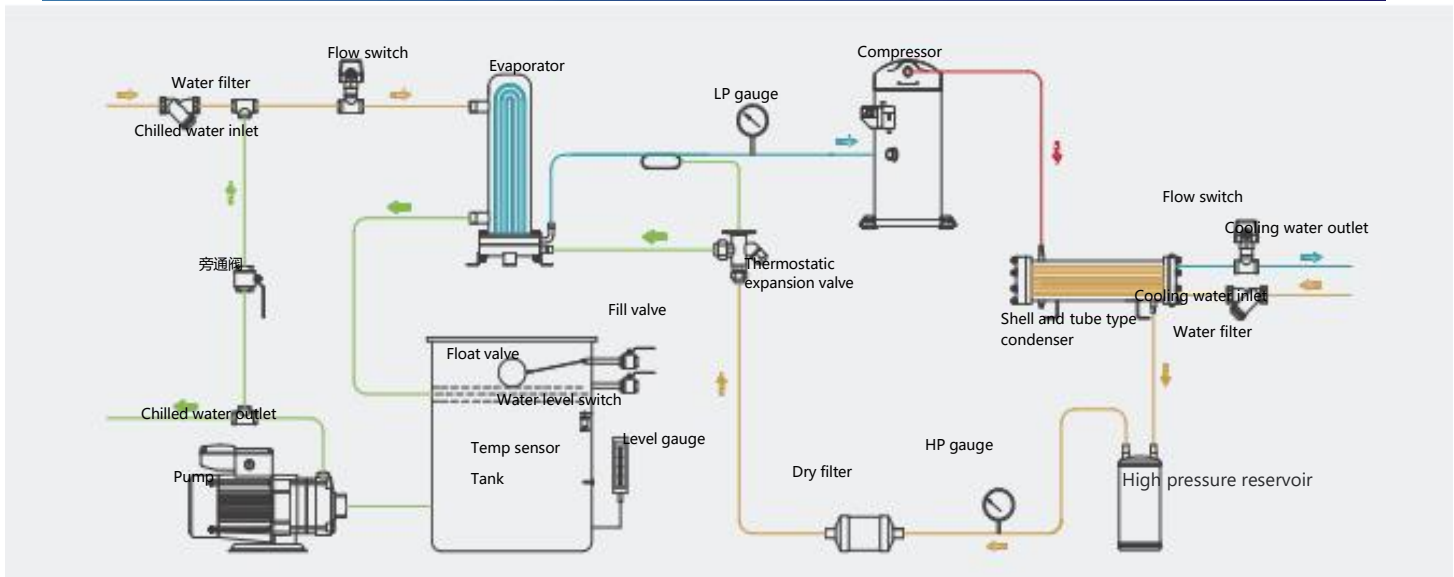 Flow switch
Compressor
Evaporator
Water filter
LP gauge
Chilled water inlet
Flow switch
Cooling water outlet
旁通阀
Thermostatic
expansion valve
Cooling water inlet
Fill valve
Shell and tube type
condenser
Water filter
Float valve
Water level switch
Chilled water outlet
Level gauge
Temp sensor
HP gauge
Dry filter
Pump
Tank
High pressure reservoir